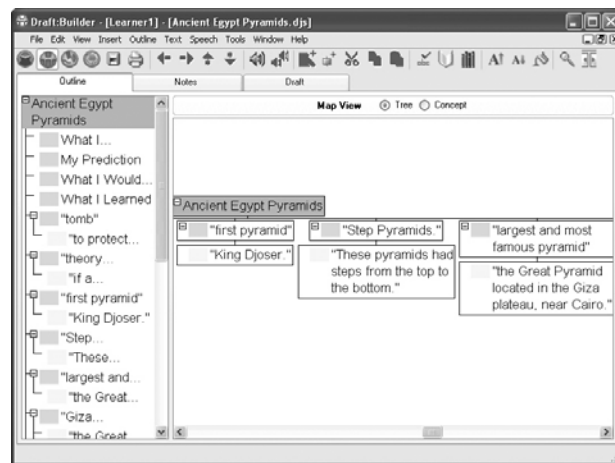 Draft:Builder - [Learner1] - [Ancient Egypt Pyramids.djs]
File Edit View Insert Outline Text Speech Tools Window Help
Outline Notes Draft
Ancient Egypt
Pyramids
What I...
My Prediction
What I Would...
What I Learned
"tomb"
"to protect...
"theory...
"if a...
"first pyramid"
"King Djoser."
"Step...
"These...
"largest and...
"the Great...
"Giza...
"the Great
Map View Tree Concept
Ancient Egypt Pyramids
"first pyramid"
"King Djoser."
"Step Pyramids."
"These pyramids had
steps from the top to
the bottom."
"largest and most
famous pyramid"
"the Great Pyramid
located in the Giza
plateau, near Cairo."